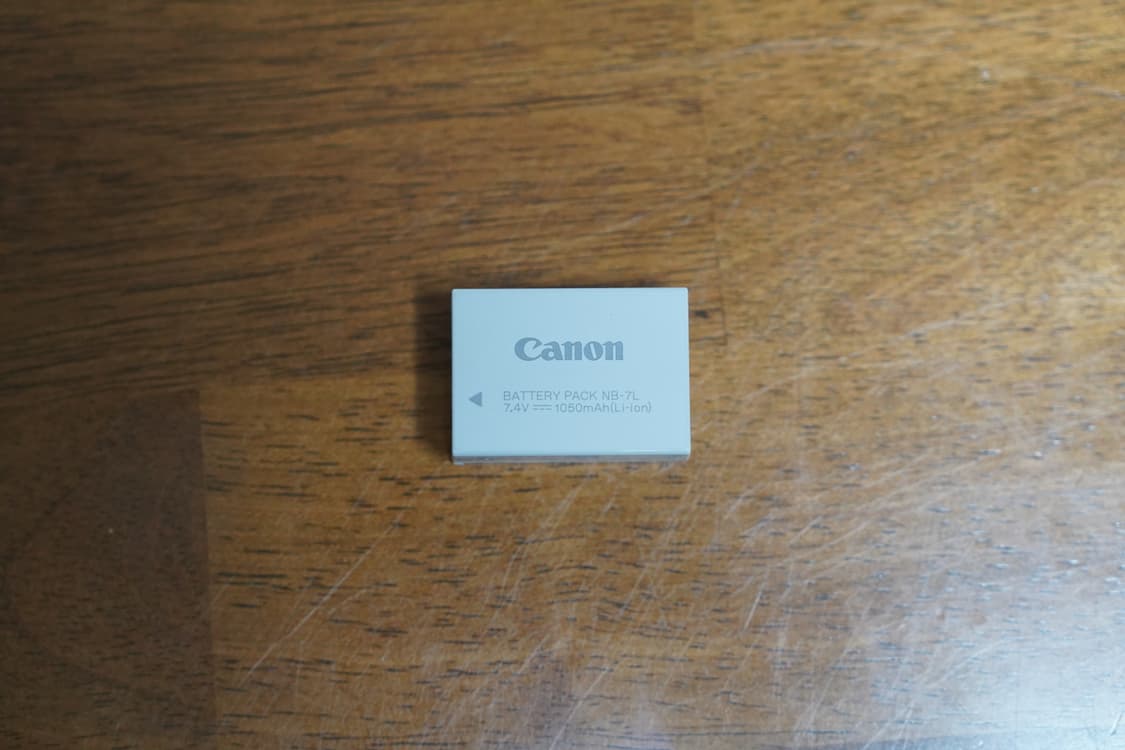 Canon
BATTERY PACK NB-7L
7.4V ⎓ 1050mAh(Li-ion)